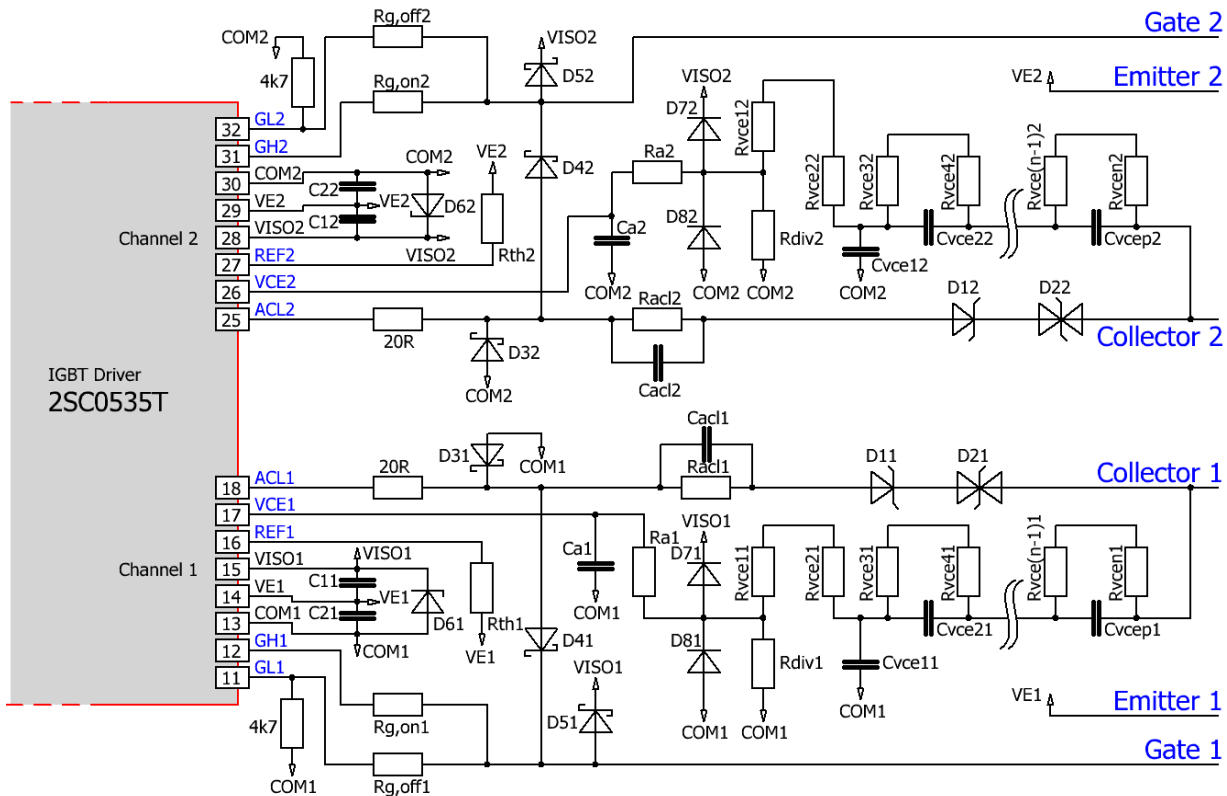 Rg,off2
Gate 2
COM2
VISO2
D52
4k7
Rg,on2
VISO2
VE2
Emitter 2
D72
Rvce12
32
GL2
31
GH2
VE2
D42
Ra2
Rvce22
Rvce32
Rvce42
Rvce(n-1)2
Rvcen2
30
COM2
COM2
C22
29
VE2
VE2
D62
C12
28
VISO2
VISO2
Channel 2
Rth2
Ca2
D82
Rdiv2
Cvce22
Cvcep2
Cvce12
27
REF2
26
VCE2
COM2
COM2
COM2
COM2
25
ACL2
20R
Racl2
D12
D22
Collector 2
D32
Cacl2
COM2
IGBT Driver
2SC0535T
Cacl1
D31
COM1
18
ACL1
20R
Racl1
D11
D21
Collector 1
17
VCE1
16
REF1
VISO1
Ra1
Ca1
D71
Rvce11
Rvce21
Rvce31
Rvce41
Rvce(n-1)1
Rvcen1
15
VISO1
VISO1
Channel 1
C11
14
VE1
VE1
C21
D61
Rth1
COM1
13
COM1
COM1
VE1
D41
D81
Rdiv1
Cvce21
Cvcep1
Cvce11
12
GH1
11
GL1
VISO1
COM1
VE1
Emitter 1
4k7
Rg,on1
D51
COM1
COM1
Gate 1
COM1
Rg,off1